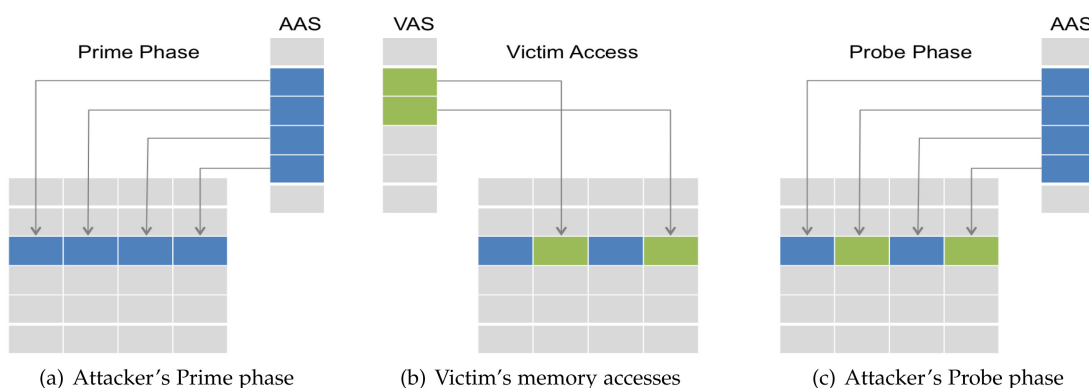 AAS
Prime Phase
VAS
Victim Access
AAS
Probe Phase
(a) Attacker's Prime phase
(b) Victim's memory accesses
(c) Attacker's Probe phase